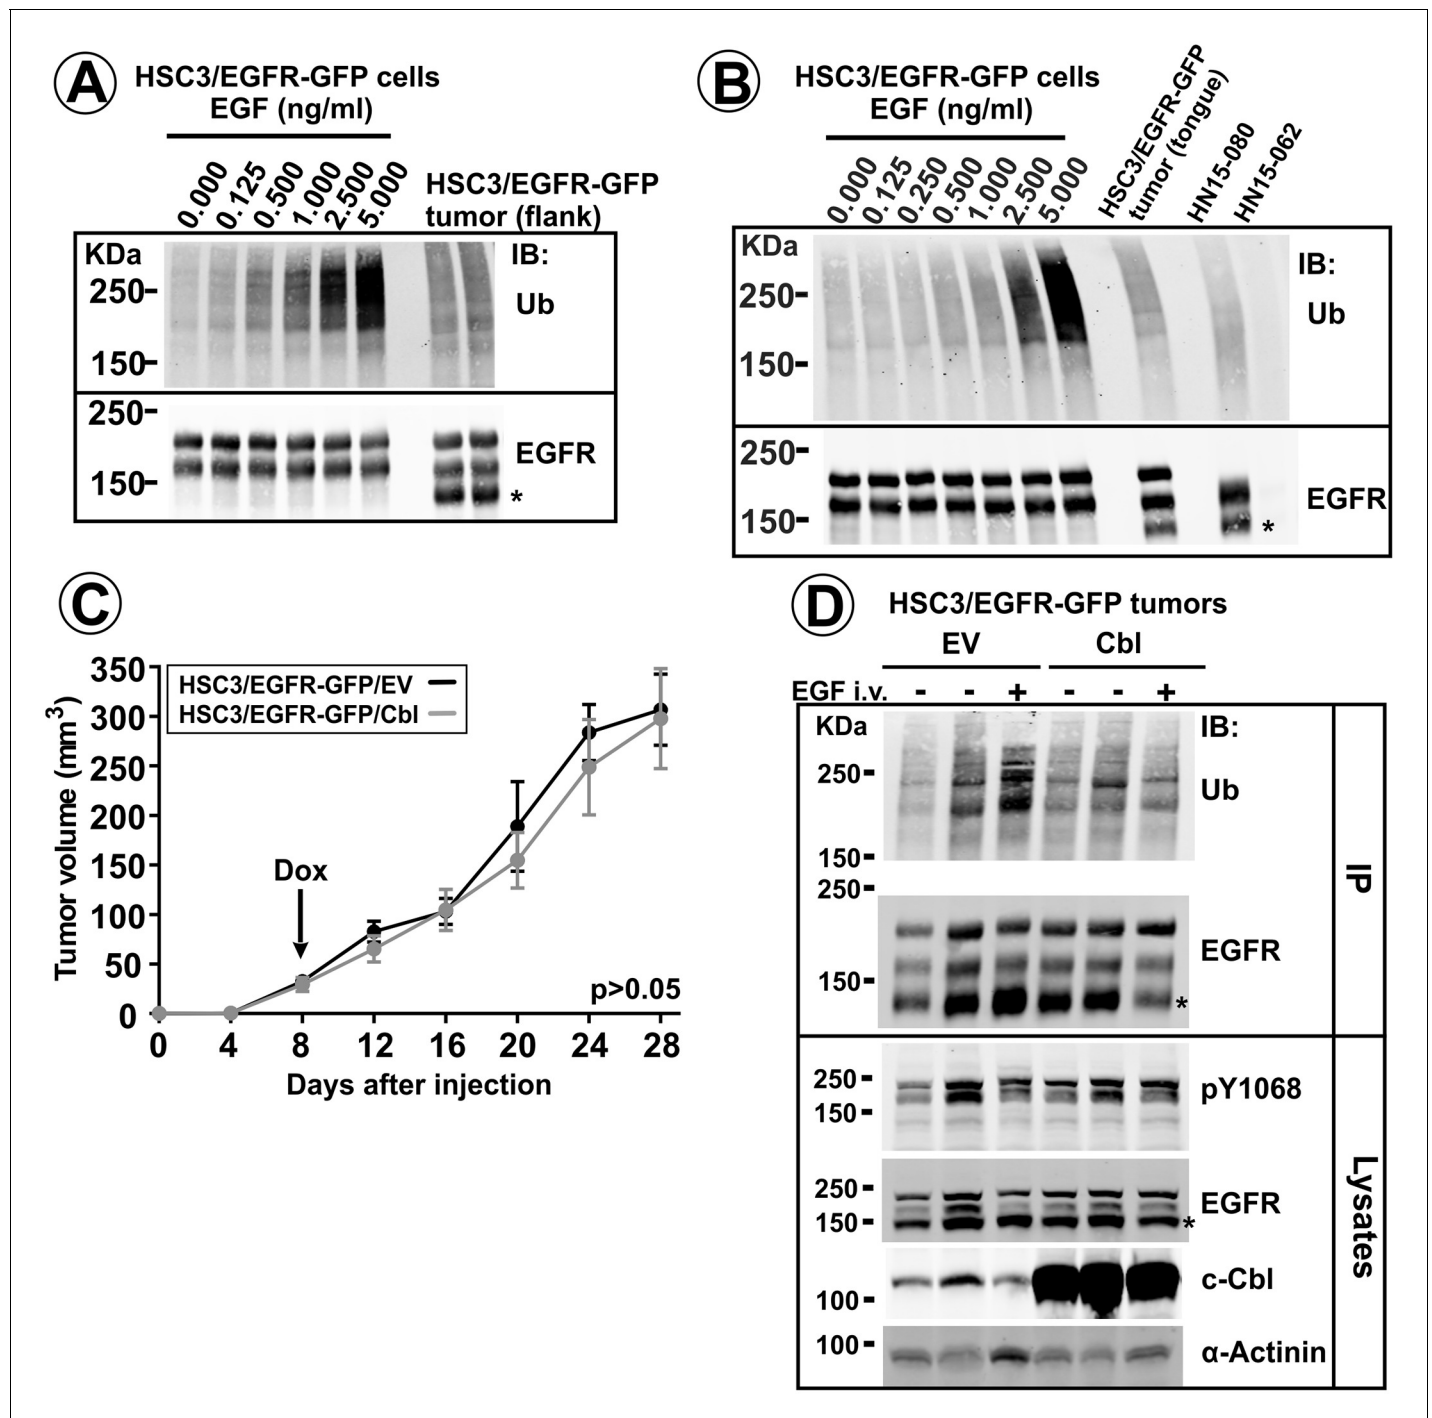 A
HSC3/EGFR-GFP cells
EGF (ng/ml)
0.000
0.125
0.500
1.000
2.500
5.000
HSC3/EGFR-GFP
tumor (flank)
KDa
IB:
250-
Ub
150-
250-
EGFR
150-
*
B
HSC3/EGFR-GFP cells
EGF (ng/ml)
0.000
0.125
0.250
0.500
1.000
2.500
5.000
HSC3/EGFR-GFP
tumor (tongue)
HN15-080
HN15-062
KDa
IB:
250-
Ub
150-
250-
EGFR
150-
*
C
HSC3/EGFR-GFP/EV
HSC3/EGFR-GFP/Cbl
Tumor volume (mm3)
350
300
250
200
150
100
50
0
Dox
p>0.05
0 4 8 12 16 20 24 28
Days after injection
D
HSC3/EGFR-GFP tumors
EV Cbl
EGF i.v. - - + - - +
KDa
IB:
250-
Ub
150-
250-
EGFR
150-
*
IP
250-
pY1068
150-
250-
EGFR
150-
*
c-Cbl
100-
100-
α-Actinin
Lysates